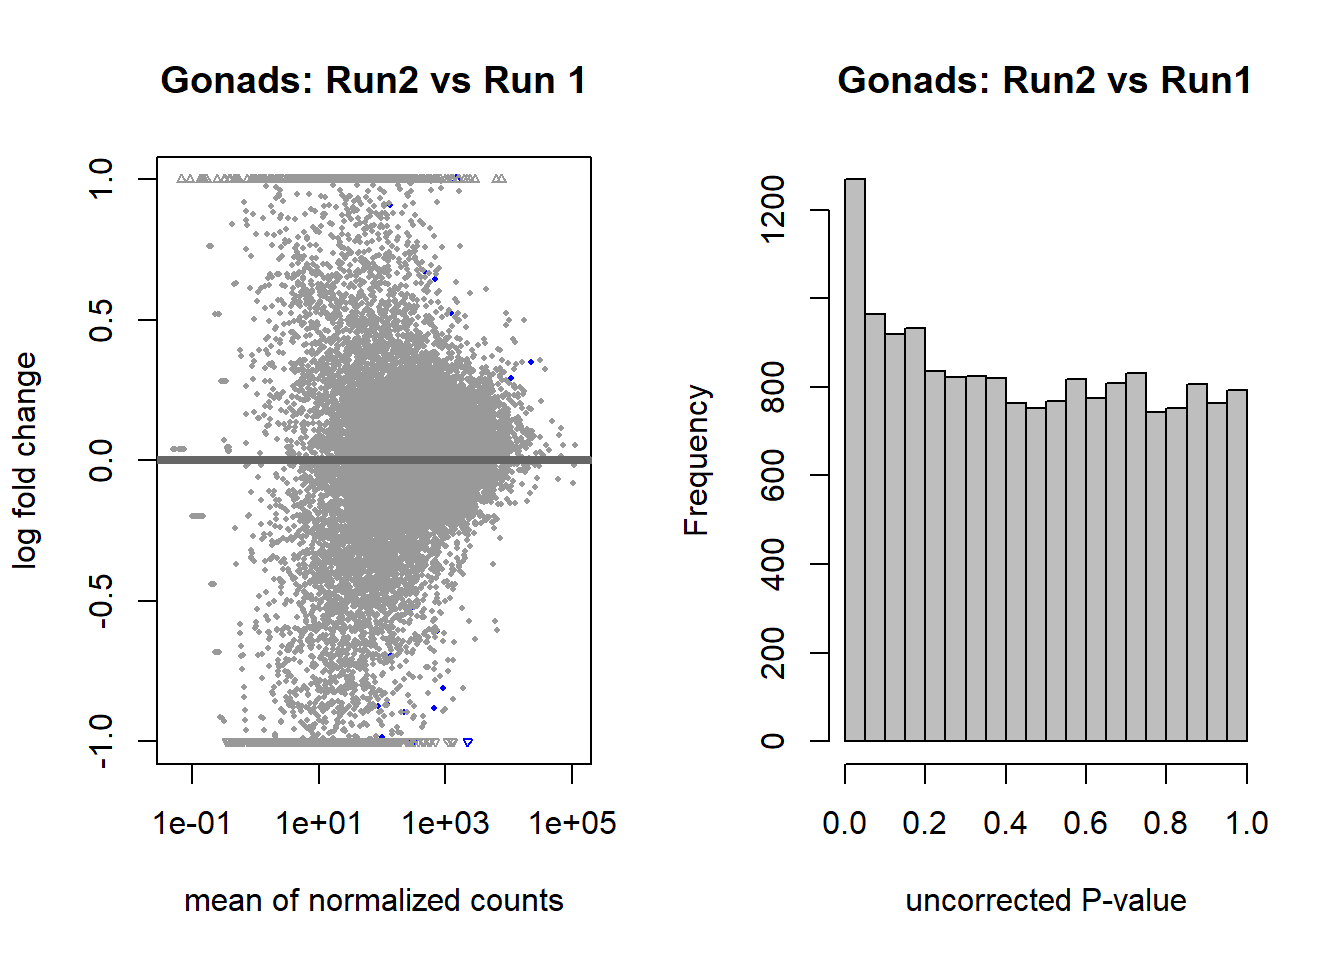 Gonads: Run2 vs Run 1
log fold change
1.0
0.5
0.0
-0.5
-1.0
1e-01 1e+01 1e+03 1e+05
mean of normalized counts
Gonads: Run2 vs Run1
Frequency
1200
800
600
400
200
0
0.0 0.2 0.4 0.6 0.8 1.0
uncorrected P-value